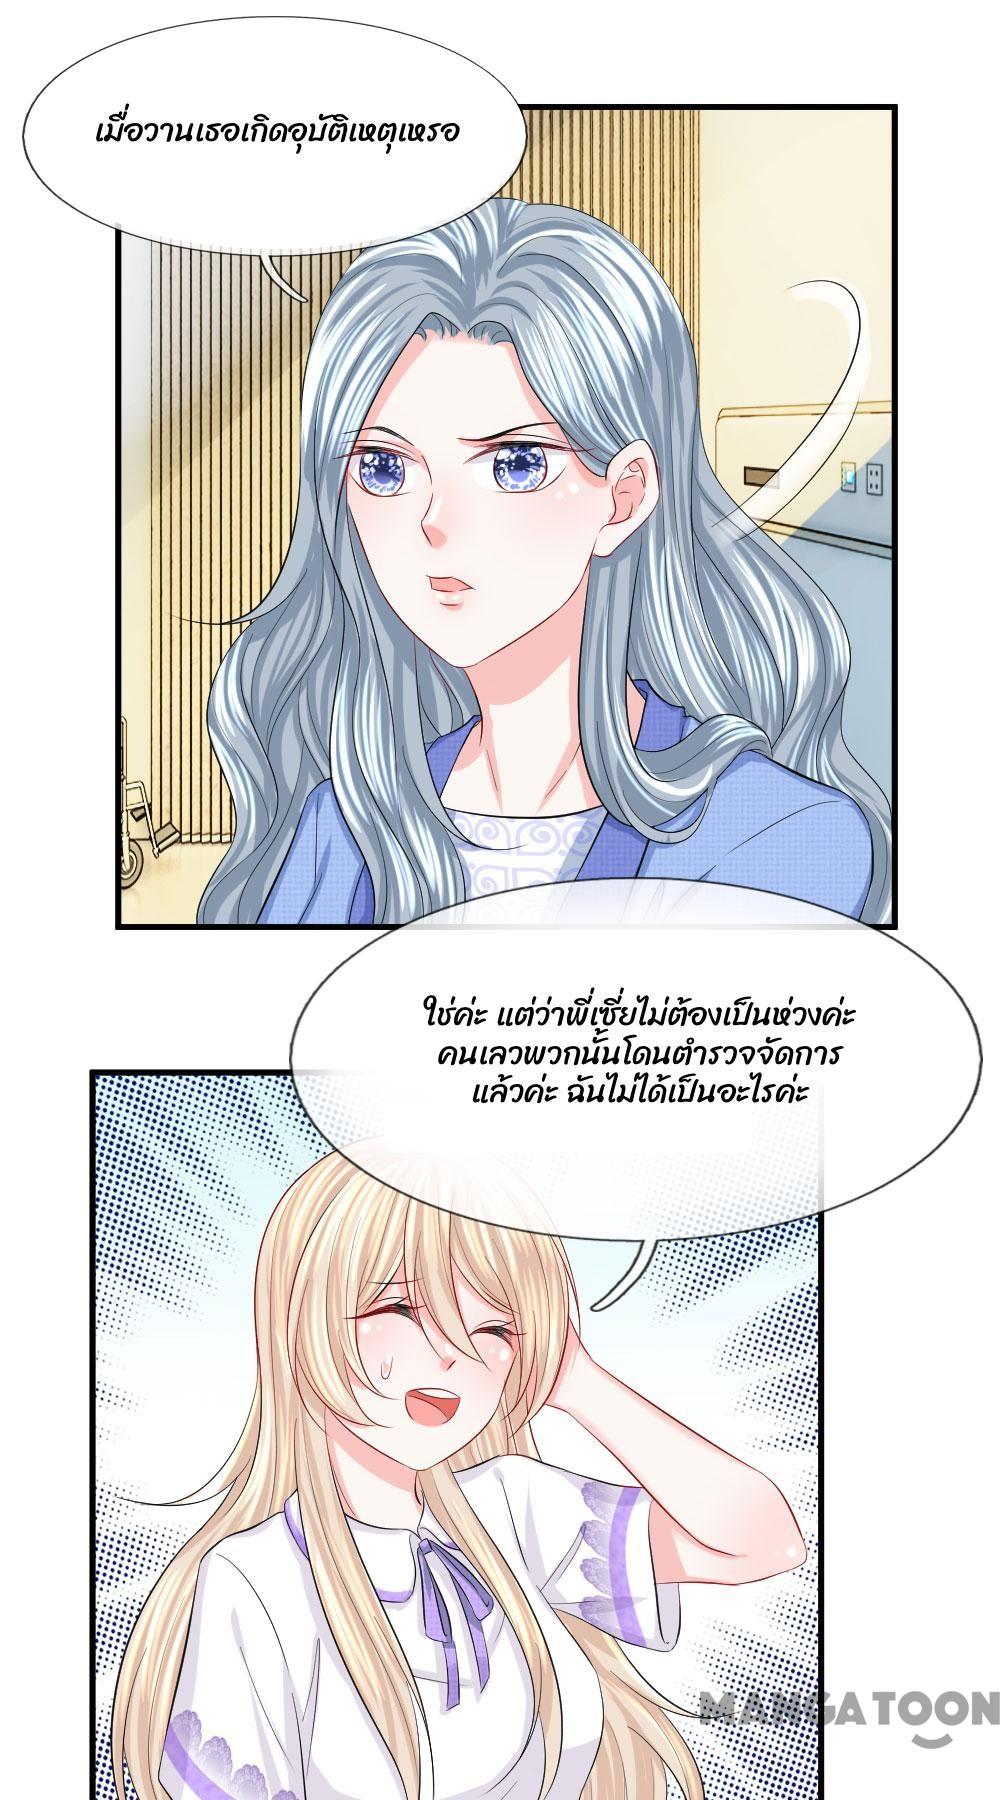 เมื่อวานเธอเกิดอุบัติเหตุเหรอ
ใช่ค่ะ แต่ว่าพี่เซี่ยไม่ต้องเป็นห่วงค่ะ
คนเลวพวกนั้นโดนตำรวจจัดการ
แล้วค่ะ ฉันไม่ได้เป็นอะไรค่ะ
MANGATOON